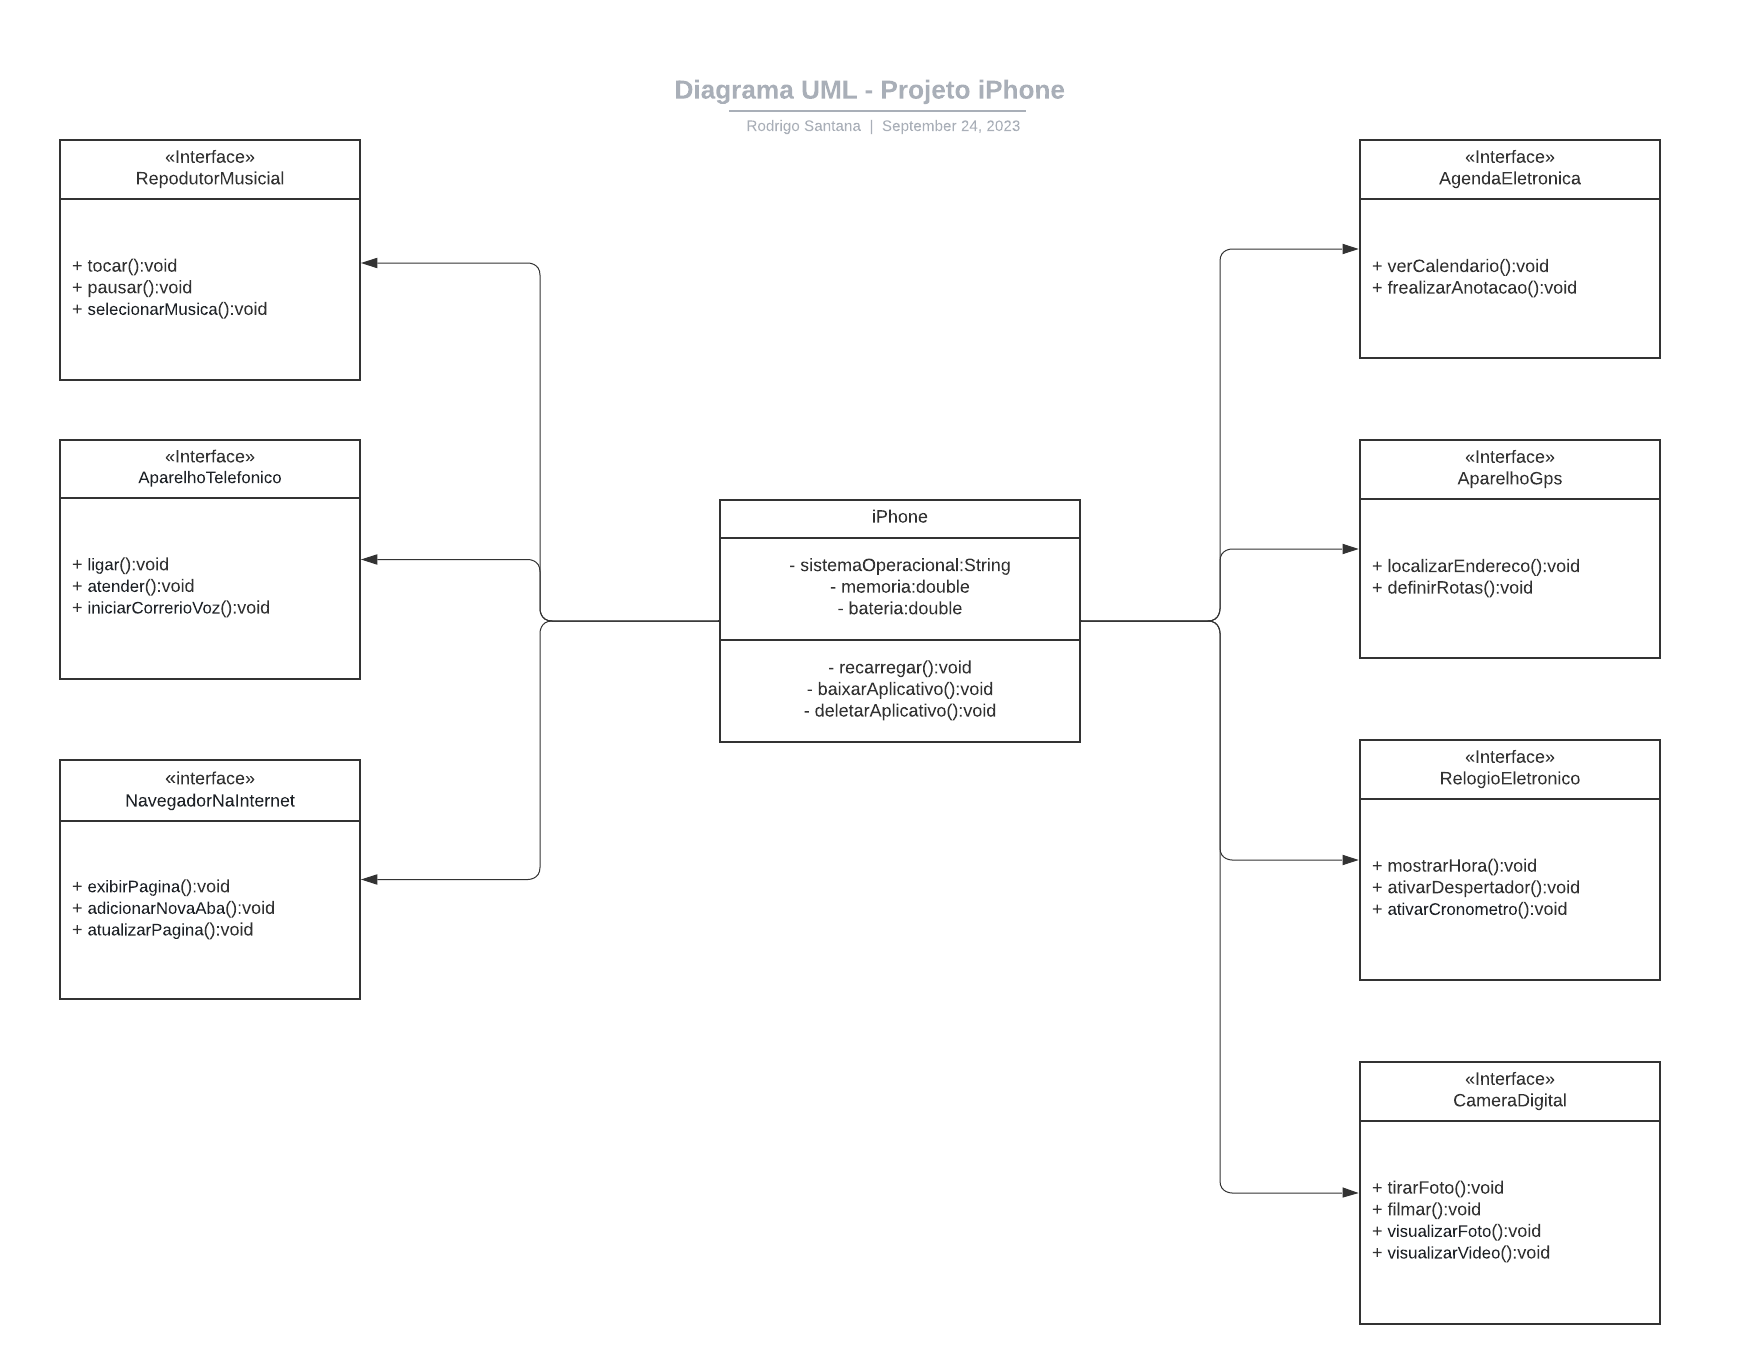 Diagrama UML - Projeto iPhone
Rodrigo Santana | September 24, 2023
«Interface»
RepodutorMusicial
+ tocar():void
+ pausar():void
+ selecionarMusica():void
«Interface»
AparelhoTelefonico
+ ligar():void
+ atender():void
+ iniciarCorrerioVoz():void
«interface»
NavegadorNaInternet
+ exibirPagina():void
+ adicionarNovaAba():void
+ atualizarPagina():void
iPhone
- sistemaOperacional:String
- memoria:double
- bateria:double
- recarregar():void
- baixarAplicativo():void
- deletarAplicativo():void
«Interface»
AgendaEletronica
+ verCalendario():void
+ frealizarAnotacao():void
«Interface»
AparelhoGps
+ localizarEndereco():void
+ definirRotas():void
«Interface»
RelogioEletronico
+ mostrarHora():void
+ ativarDespertador():void
+ ativarCronometro():void
«Interface»
CameraDigital
+ tirarFoto():void
+ filmar():void
+ visualizarFoto():void
+ visualizarVideo():void